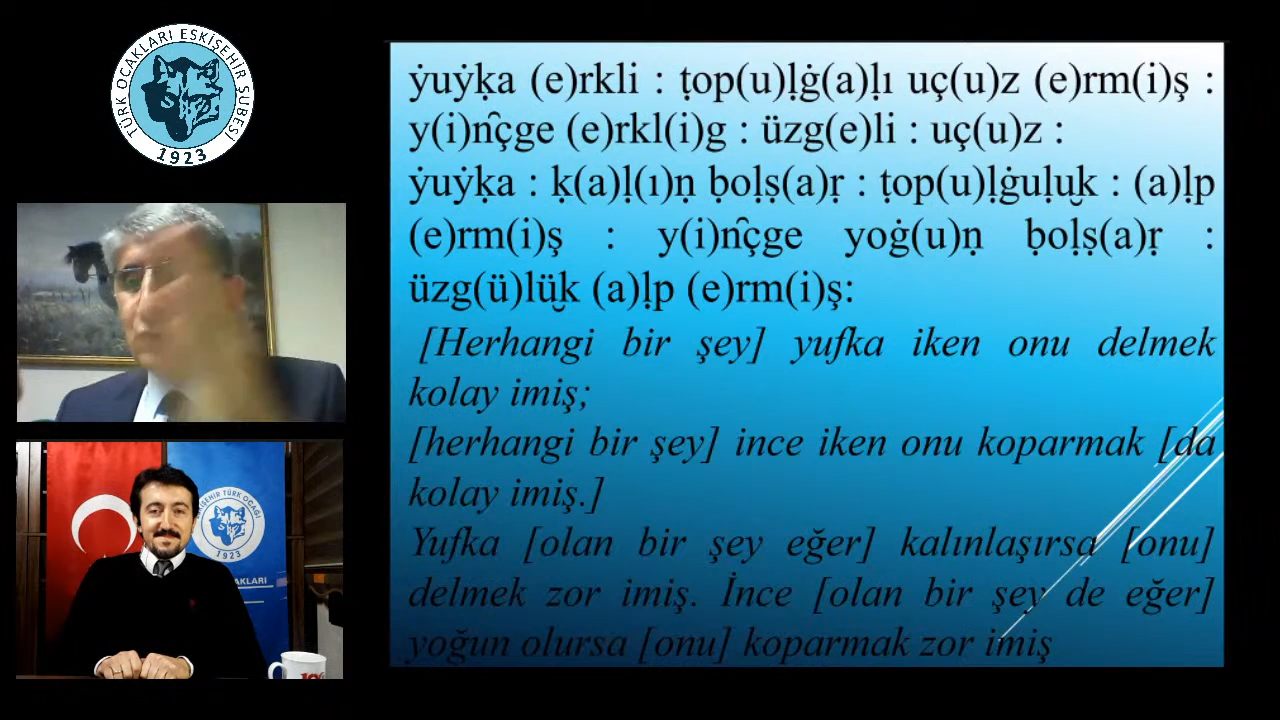 TÜRK OCAKLARI ESKİŞEHİR ŞUBESİ
1923
ẏuẏḳa (e)rkli : ṭop(u)ḷġ(a)ḷı uç(u)z (e)rm(i)ş :
y(i)n͡çge (e)rkl(i)g : üzg(e)li : uç(u)z :
ẏuẏḳa : ḳ(a)ḷ(ı)ṇ ḅoḷṣ(a)ṛ : ṭop(u)ḷġuḷu̮k : (a)ḷp
(e)rm(i)ş : y(i)n͡çge yoġ(u)ṇ ḅoḷṣ(a)ṛ :
üzg(ü)lü̮k (a)ḷp (e)rm(i)ş:
[Herhangi bir şey] yufka iken onu delmek
kolay imiş;
[herhangi bir şey] ince iken onu koparmak [da
kolay imiş.]
Yufka [olan bir şey eğer] kalınlaşırsa [onu]
delmek zor imiş. İnce [olan bir şey de eğer]
yoğun olursa [onu] koparmak zor imiş
1923